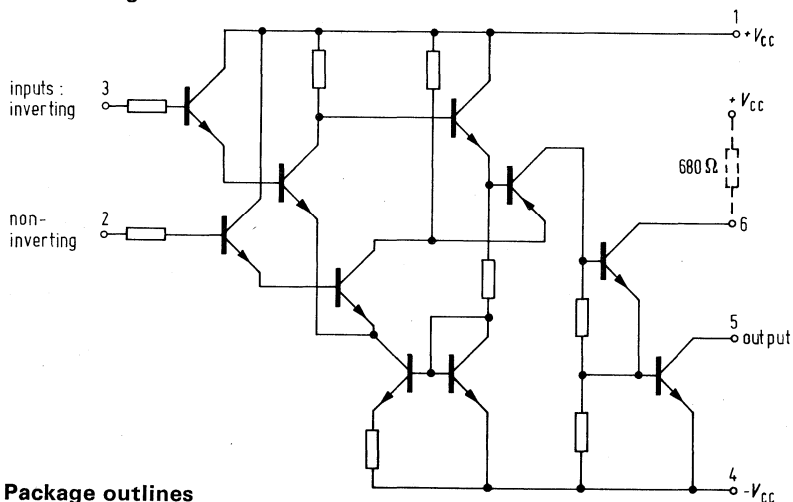 1
+VCC
inputs :
inverting
3
+VCC
680 Ω
non-
inverting
2
6
5
output
4
-VCC
Package outlines